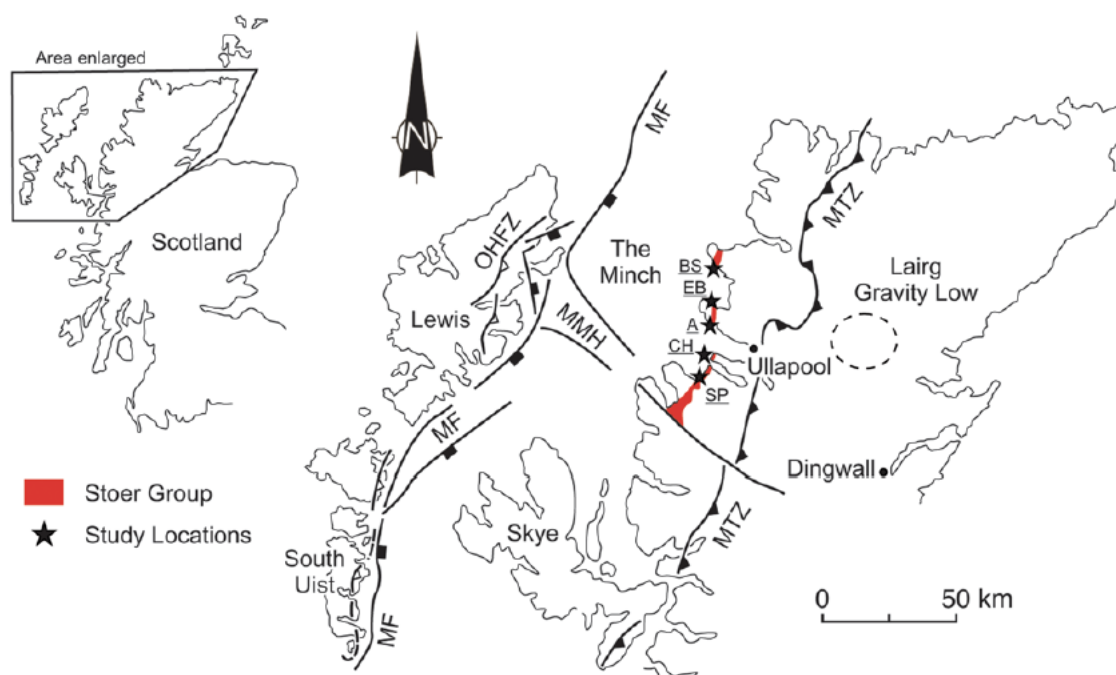 Area enlarged
Scotland
N
MF
MTZ
OHFZ
The
Minch
BS
EB
A
CH
SP
Lairg
Gravity Low
Lewis
MMH
Ullapool
MF
Dingwall
Stoer Group
Study Locations
Skye
MTZ
South
Uist
MF
0 50 km